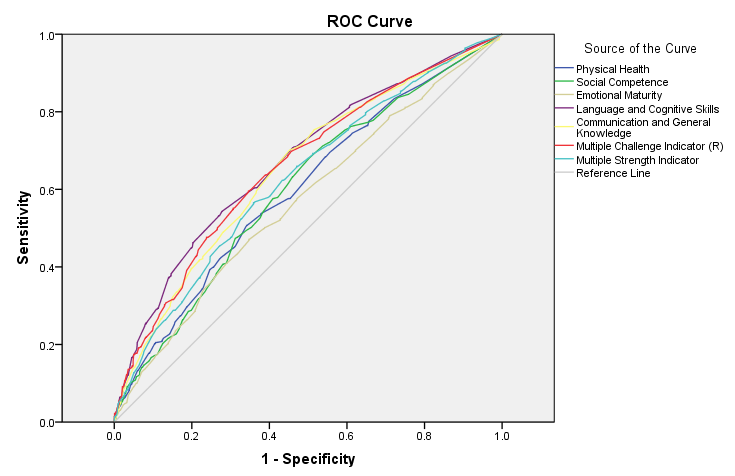 ROC Curve
Source of the Curve
Physical Health
Social Competence
Emotional Maturity
Language and Cognitive Skills
Communication and General
Knowledge
Multiple Challenge Indicator (R)
Multiple Strength Indicator
Reference Line
Sensitivity
1.0
0.8
0.6
0.4
0.2
0.0
0.0 0.2 0.4 0.6 0.8 1.0
1 - Specificity